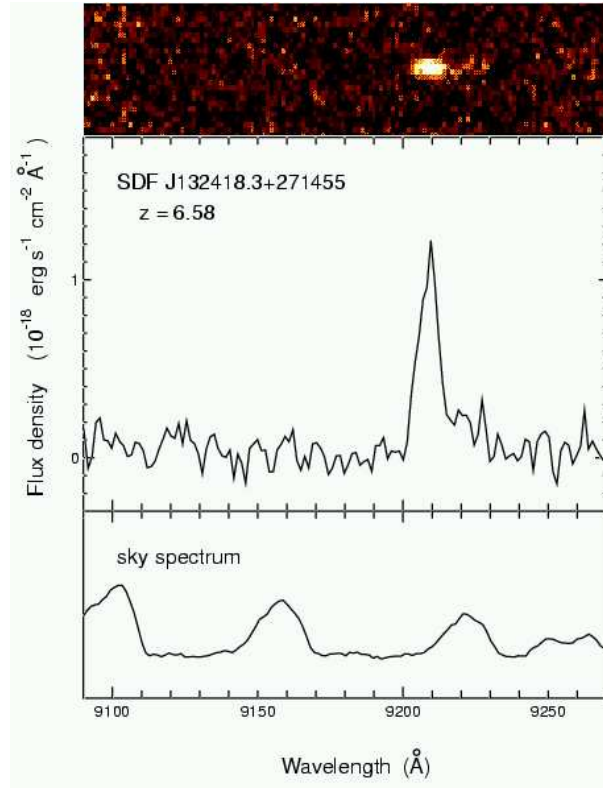 SDF J132418.3+271455
z = 6.58
Flux density (10⁻¹⁸ erg s⁻¹ cm⁻² Å⁻¹)
1
0
sky spectrum
9100 9150 9200 9250
Wavelength (Å)